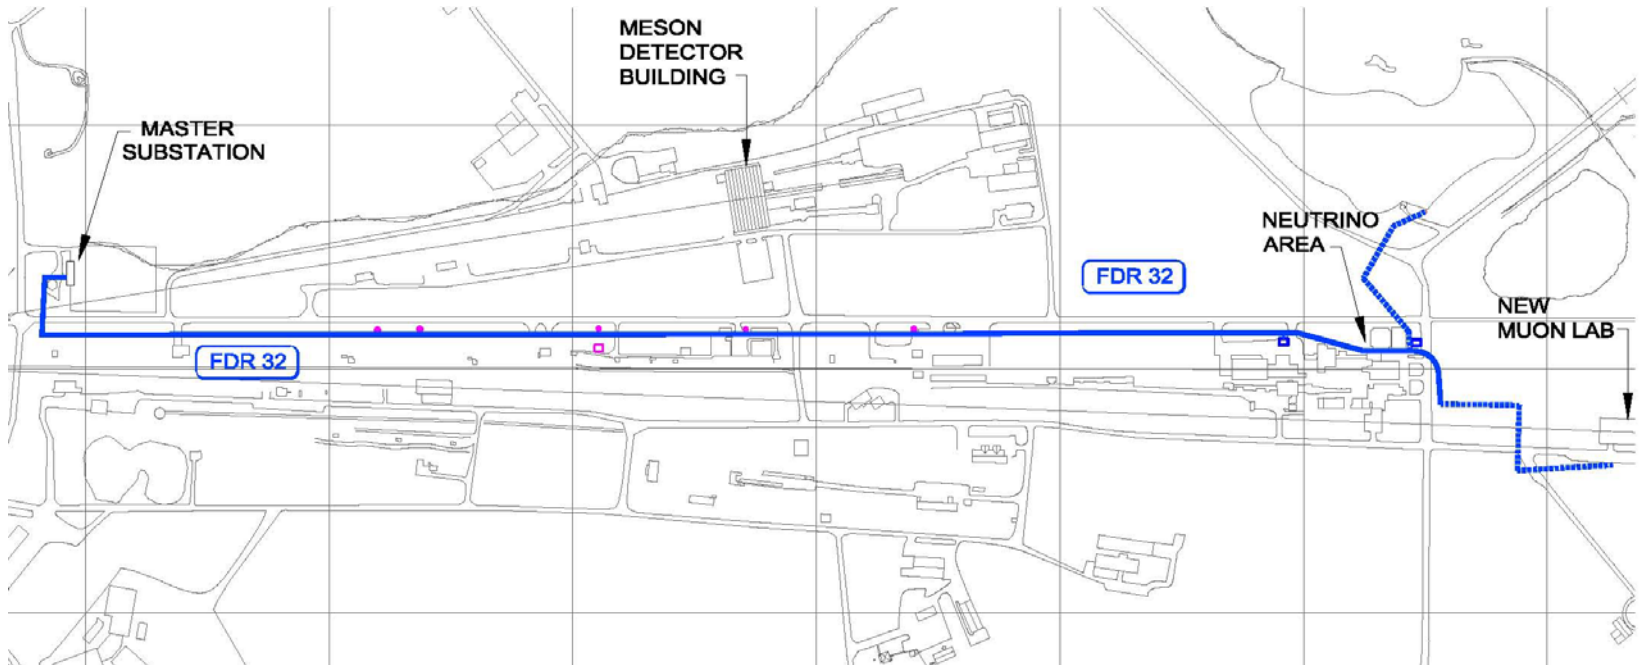 MESON
DETECTOR
BUILDING
MASTER
SUBSTATION
NEUTRINO
AREA
FDR 32
NEW
MUON LAB
FDR 32